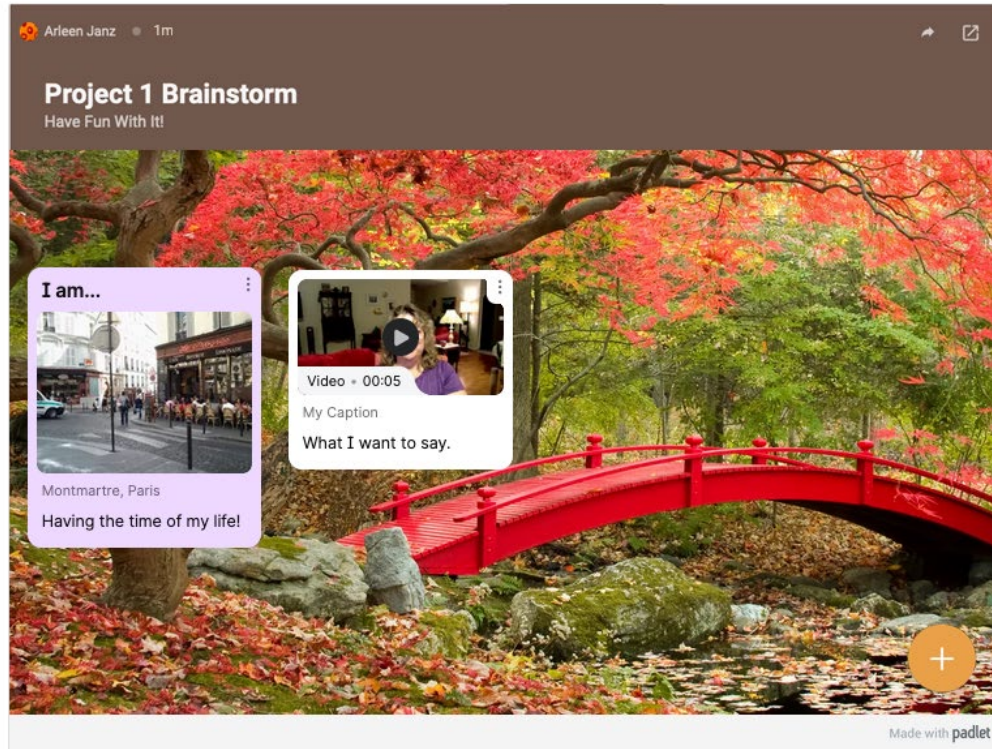 Arleen Janz • 1m
Project 1 Brainstorm
Have Fun With It!
I am...
Montmartre, Paris
Having the time of my life!
Video • 00:05
My Caption
What I want to say.
Made with padlet